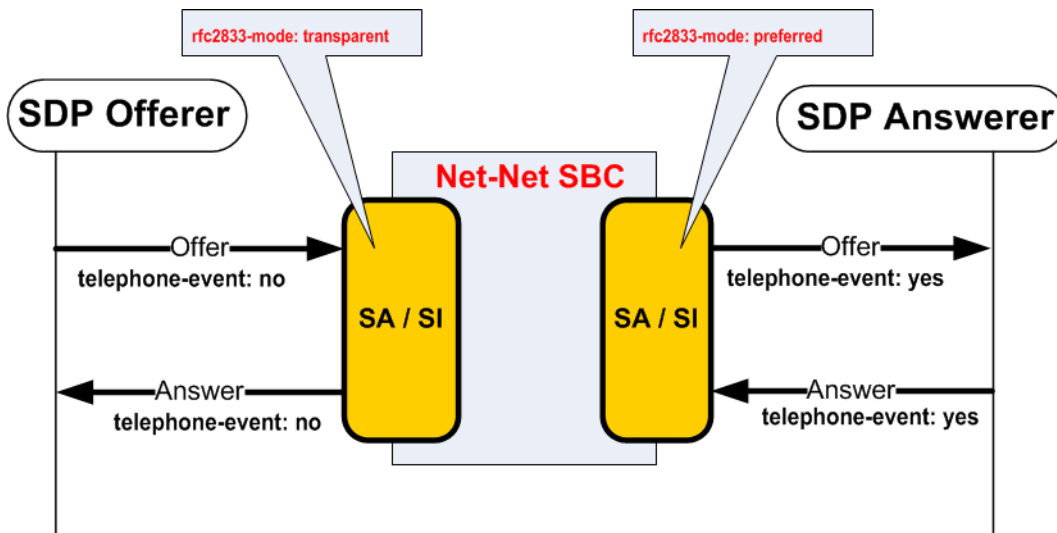 rfc2833-mode: transparent
rfc2833-mode: preferred
SDP Offerer
SDP Answerer
Net-Net SBC
Offer
telephone-event: no
Offer
telephone-event: yes
SA / SI
SA / SI
Answer
telephone-event: no
Answer
telephone-event: yes